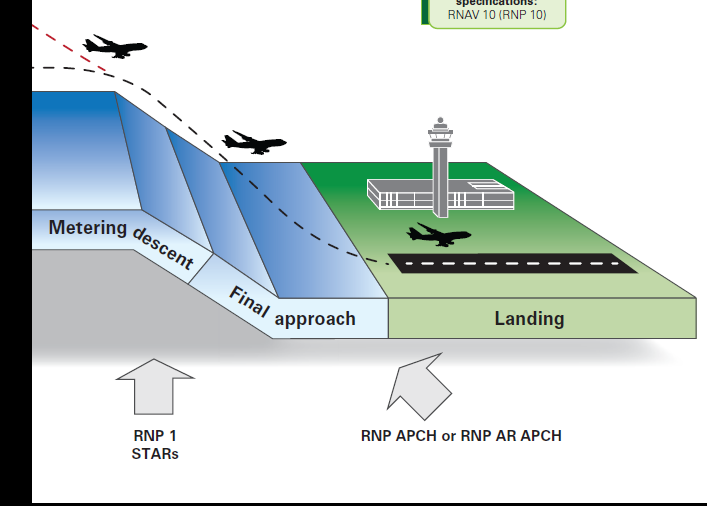 specifications:
RNAV 10 (RNP 10)
Metering descent
Final approach
Landing
RNP 1
STARs
RNP APCH or RNP AR APCH